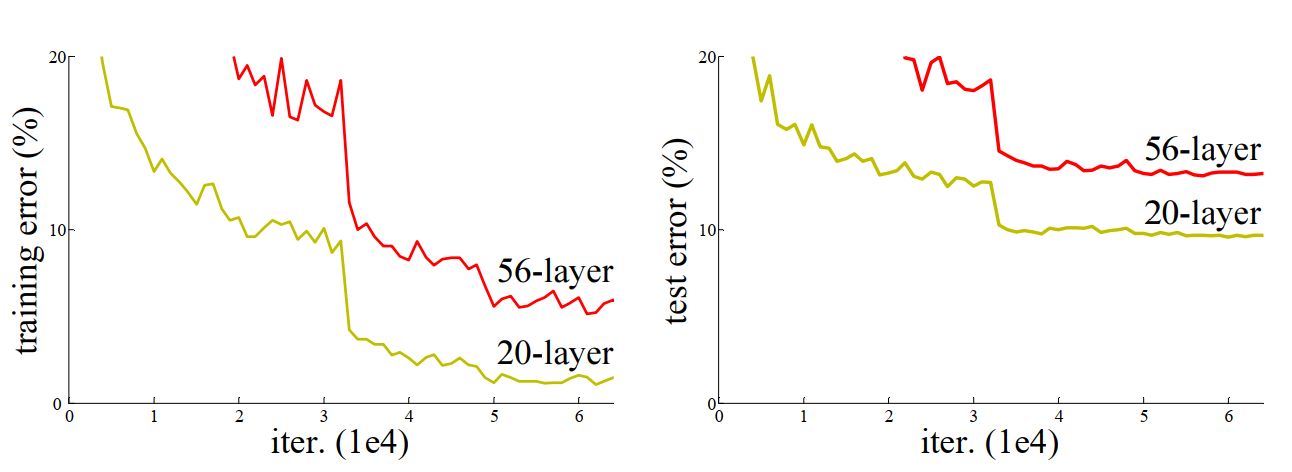 training error (%)
20
10
0
56-layer
20-layer
0 1 2 3 4 5 6
iter. (1e4)
test error (%)
20
10
0
56-layer
20-layer
0 1 2 3 4 5 6
iter. (1e4)